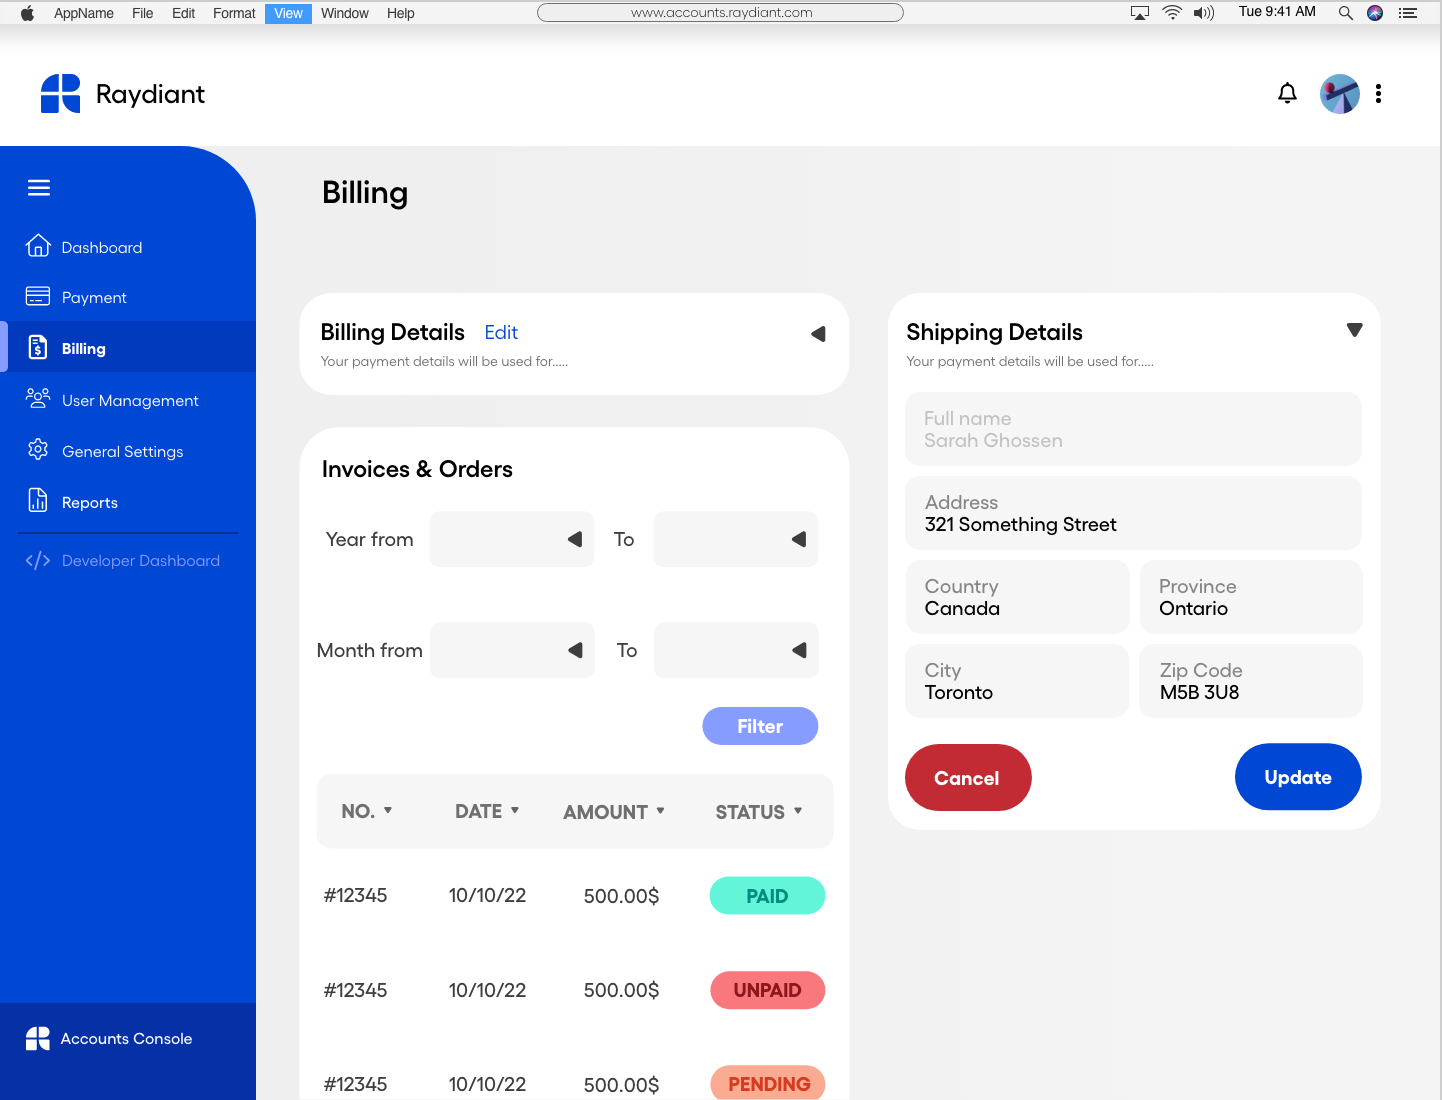 AppName File Edit Format View Window Help
www.accounts.raydiant.com
Tue 9:41 AM
Raydiant
Dashboard
Payment
Billing
User Management
General Settings
Reports
Developer Dashboard
Accounts Console
Billing
Billing Details Edit
Your payment details will be used for.....
Invoices & Orders
Year from To
Month from To
Filter
NO. DATE AMOUNT STATUS
#12345 10/10/22 500.00$ PAID
#12345 10/10/22 500.00$ UNPAID
#12345 10/10/22 500.00$ PENDING
Shipping Details
Your payment details will be used for.....
Full name
Sarah Ghossen
Address
321 Something Street
Country
Canada
Province
Ontario
City
Toronto
Zip Code
M5B 3U8
Cancel Update